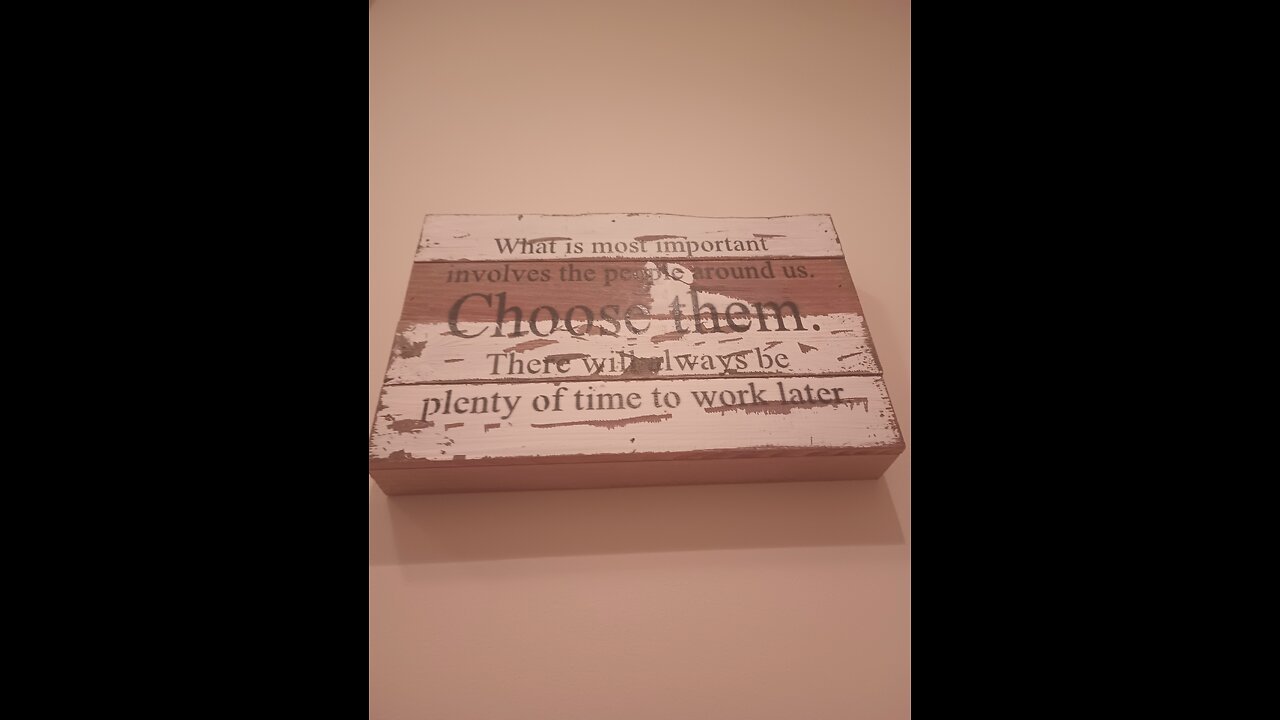 What is most important
involves the people around us.
Choose them.
There will always be
plenty of time to work later.